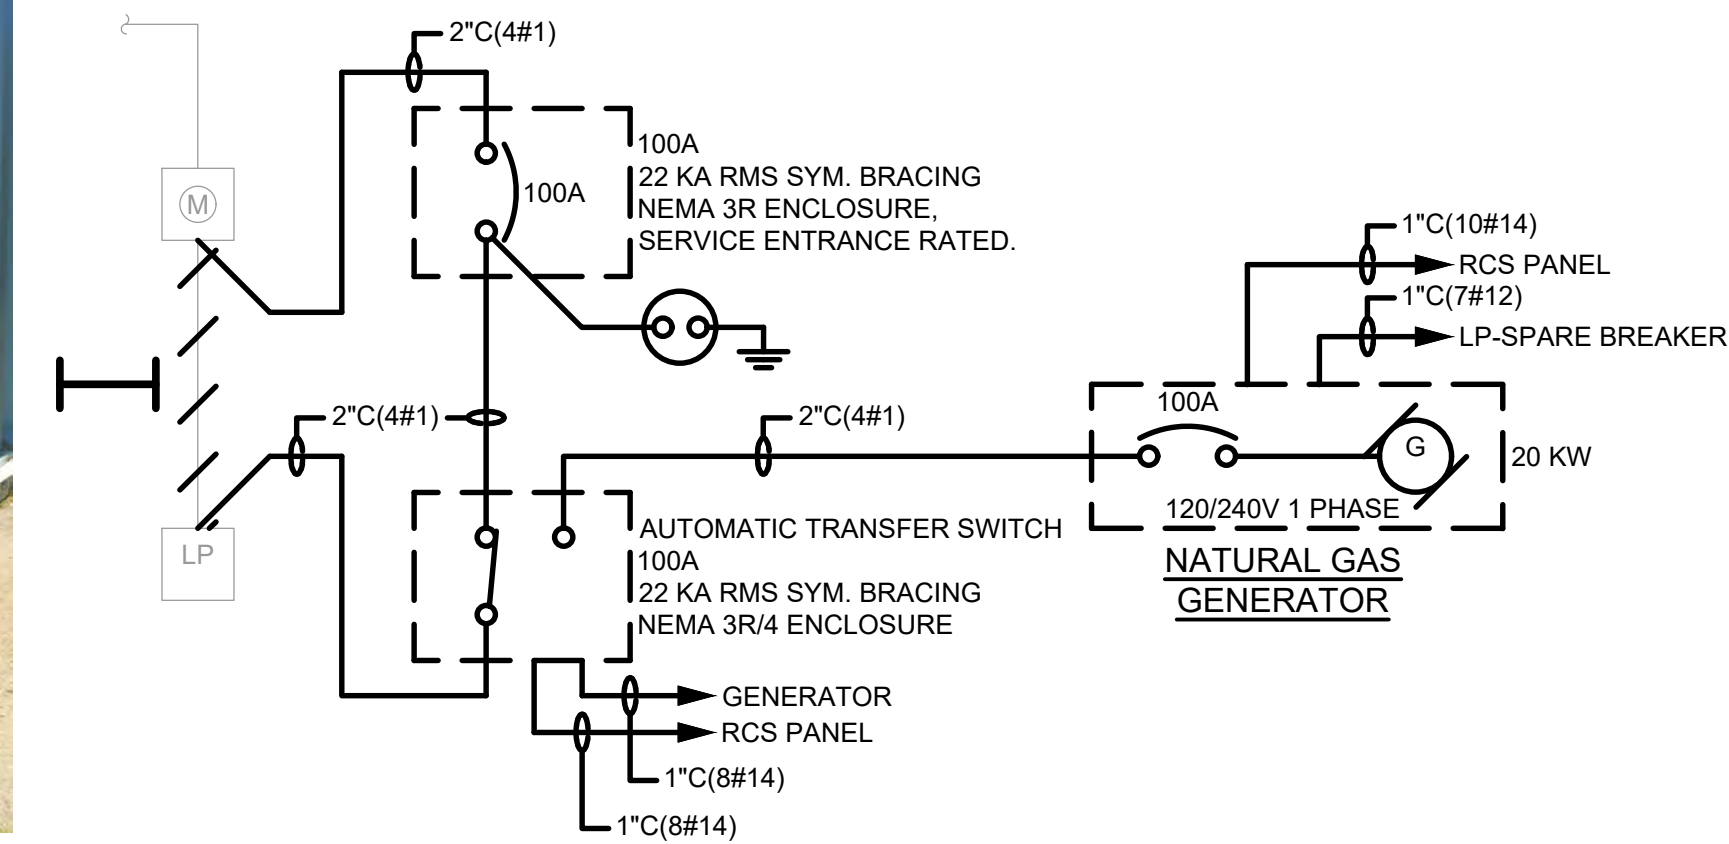 2"C(4#1)
M
100A
100A
22 KA RMS SYM. BRACING
NEMA 3R ENCLOSURE,
SERVICE ENTRANCE RATED.
1"C(10#14)
RCS PANEL
1"C(7#12)
LP-SPARE BREAKER
2"C(4#1)
2"C(4#1)
100A
G
20 KW
120/240V 1 PHASE
NATURAL GAS
GENERATOR
LP
AUTOMATIC TRANSFER SWITCH
100A
22 KA RMS SYM. BRACING
NEMA 3R/4 ENCLOSURE
GENERATOR
RCS PANEL
1"C(8#14)
1"C(8#14)